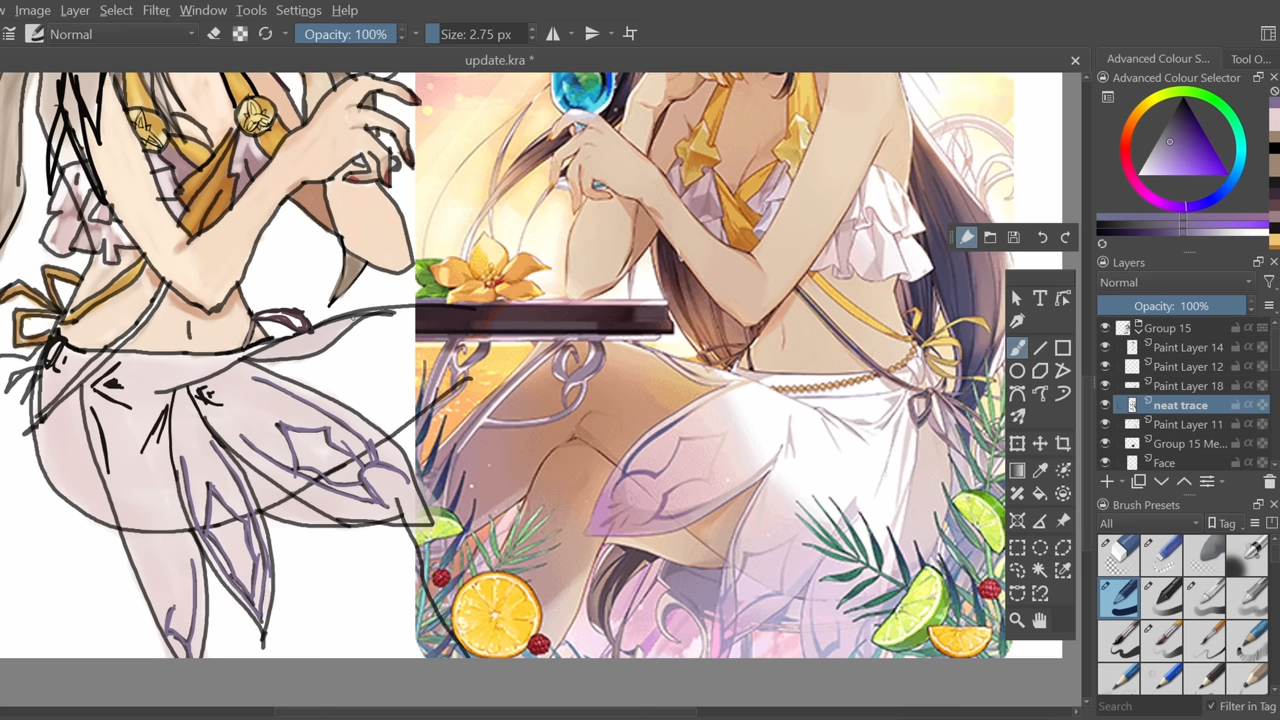 Image Layer Select Filter Window Tools Settings Help
Normal Opacity: 100% Size: 2.75 px
update.kra *
Advanced Colour S... Tool O...
Advanced Colour Selector
Layers
Normal
Opacity: 100%
Group 15
Paint Layer 14
Paint Layer 12
Paint Layer 18
neat trace
Paint Layer 11
Group 15 Me...
Face
Brush Presets
All Tag
Search Filter in Tag